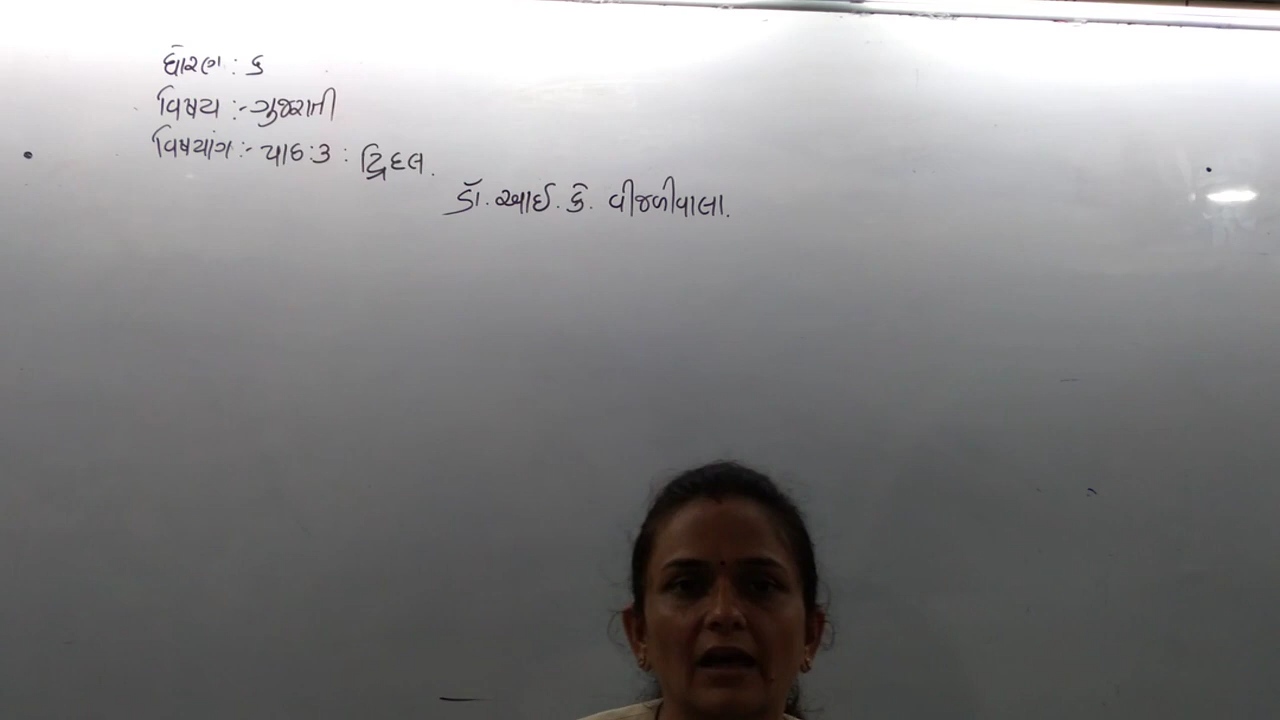 ધોરણ : ૬
વિષય :- ગુજરાતી
વિષયાંગ :- પાઠ : ૩ : દ્વિદલ.
ડૉ. આઈ. કે. વીજળીવાલા.